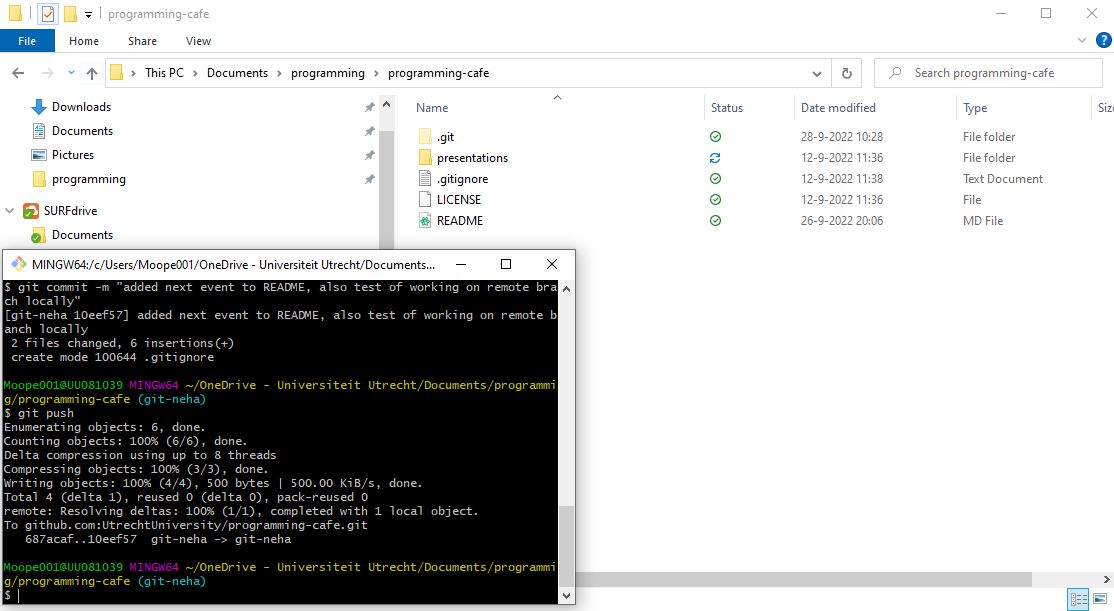 programming-cafe
File Home Share View
This PC Documents programming programming-cafe
Search programming-cafe
Downloads
Documents
Pictures
programming
SURFdrive
Documents
Name Status Date modified Type Siz
.git 28-9-2022 10:28 File folder
presentations 12-9-2022 11:36 File folder
.gitignore 12-9-2022 11:38 Text Document
LICENSE 12-9-2022 11:36 File
README 26-9-2022 20:06 MD File
MINGW64:/c/Users/Moope001/OneDrive - Universiteit Utrecht/Documents...
$ git commit -m "added next event to README, also test of working on remote bra
ch locally"
[git-neha 10eef57] added next event to README, also test of working on remote b
anch locally
2 files changed, 6 insertions(+)
create mode 100644 .gitignore
Moope001@UU081039 MINGW64 ~/OneDrive - Universiteit Utrecht/Documents/programmi
g/programming-cafe (git-neha)
$ git push
Enumerating objects: 6, done.
Counting objects: 100% (6/6), done.
Delta compression using up to 8 threads
Compressing objects: 100% (3/3), done.
Writing objects: 100% (4/4), 500 bytes | 500.00 KiB/s, done.
Total 4 (delta 1), reused 0 (delta 0), pack-reused 0
remote: Resolving deltas: 100% (1/1), completed with 1 local object.
To github.com:UtrechtUniversity/programming-cafe.git
687acaf..10eef57 git-neha -> git-neha
Moope001@UU081039 MINGW64 ~/OneDrive - Universiteit Utrecht/Documents/programmi
g/programming-cafe (git-neha)
$